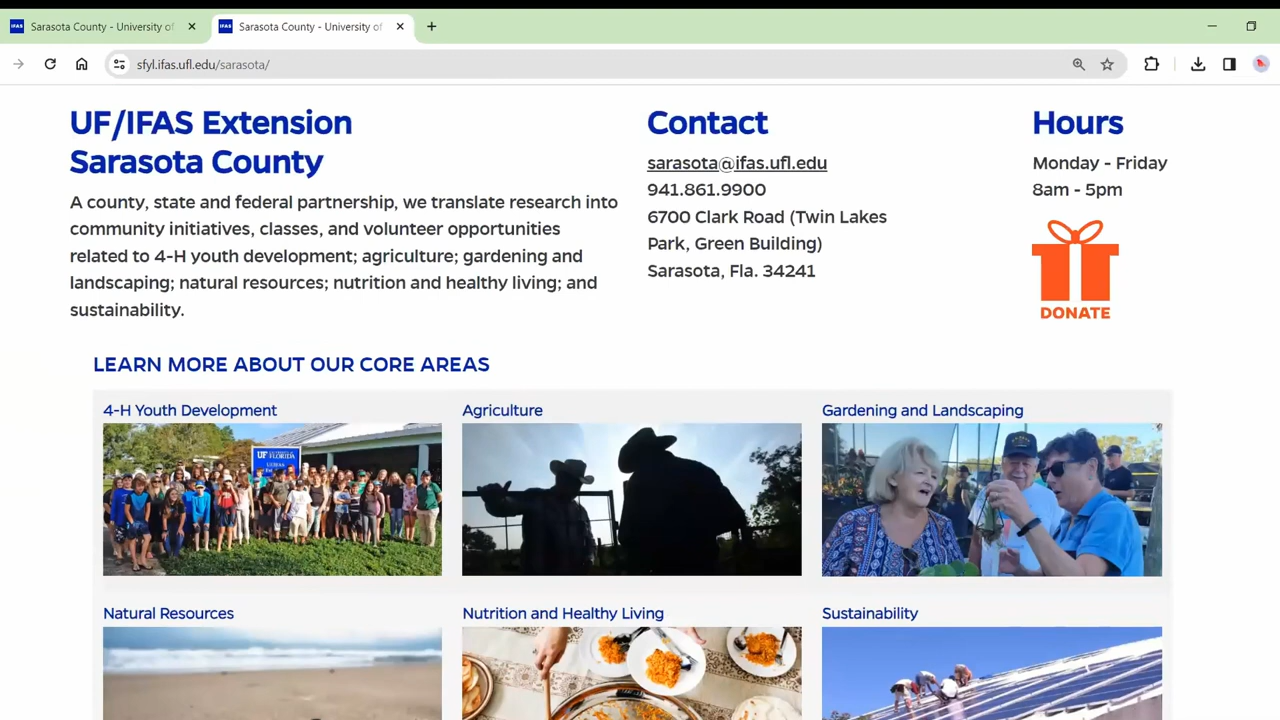 Sarasota County - University of
Sarasota County - University of
sfyl.ifas.ufl.edu/sarasota/
UF/IFAS Extension
Sarasota County
A county, state and federal partnership, we translate research into
community initiatives, classes, and volunteer opportunities
related to 4-H youth development; agriculture; gardening and
landscaping; natural resources; nutrition and healthy living; and
sustainability.
Contact
sarasota@ifas.ufl.edu
941.861.9900
6700 Clark Road (Twin Lakes
Park, Green Building)
Sarasota, Fla. 34241
Hours
Monday - Friday
8am - 5pm
DONATE
LEARN MORE ABOUT OUR CORE AREAS
4-H Youth Development
Agriculture
Gardening and Landscaping
UF
FLORIDA
Natural Resources
Nutrition and Healthy Living
Sustainability